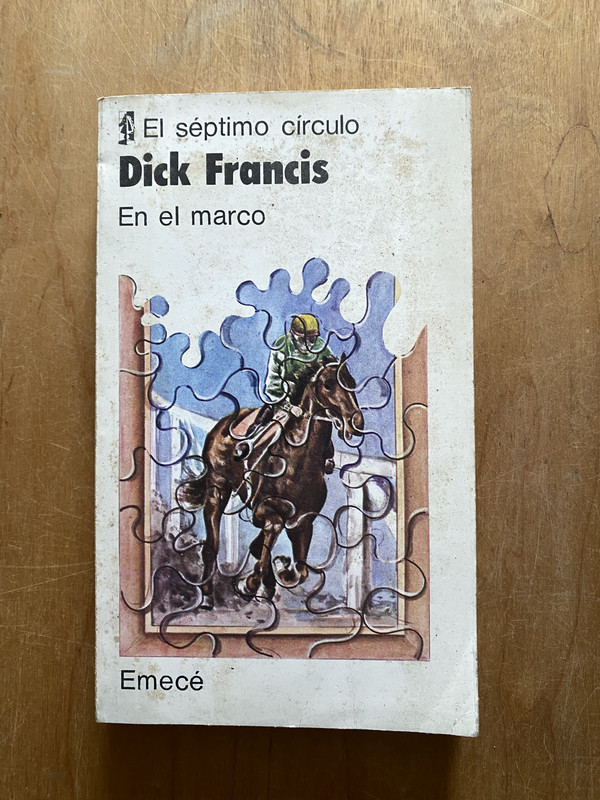 El séptimo círculo
Dick Francis
En el marco
Emecé